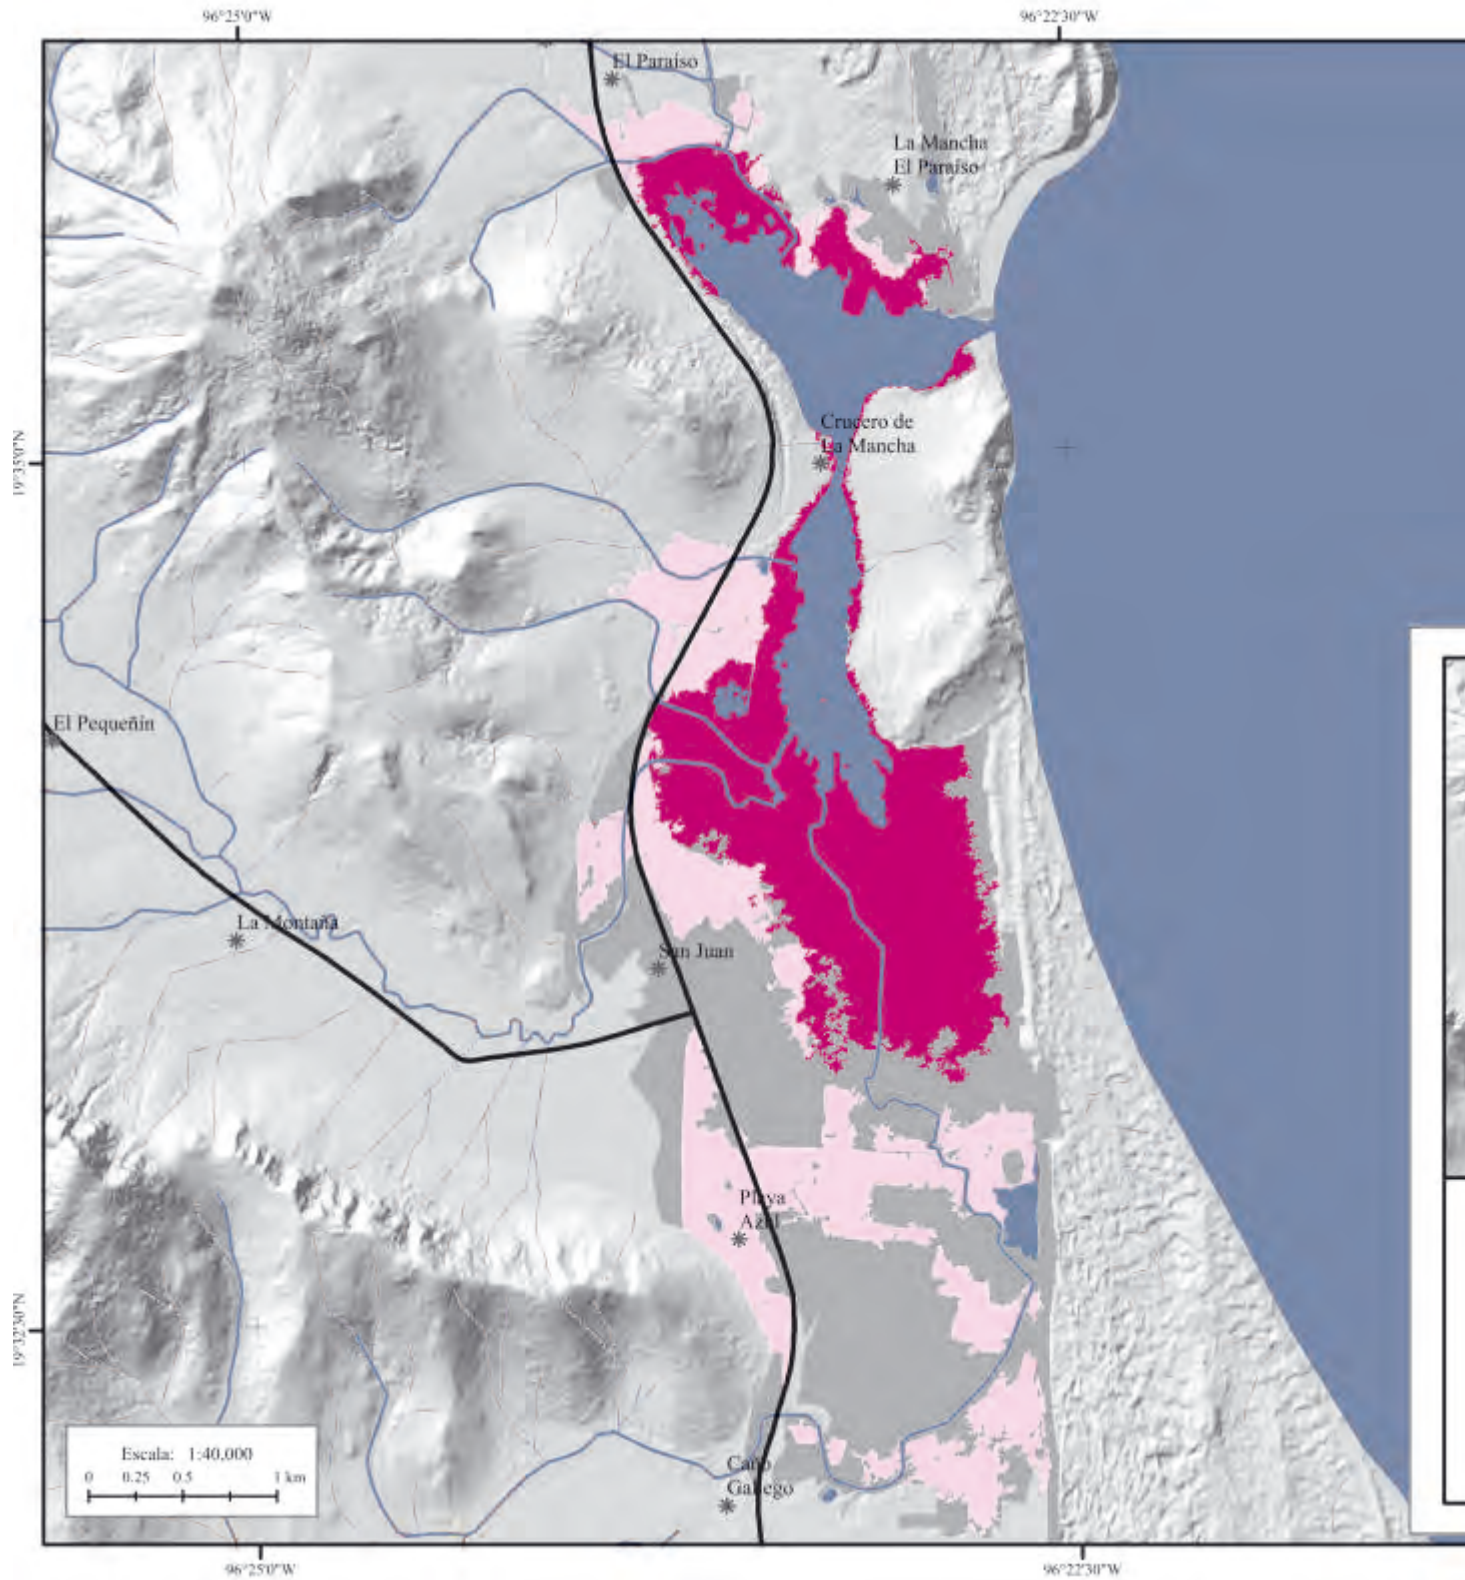 96°25'0"W
96°22'30"W
El Paraíso
La Mancha
El Paraíso
Crucero de
La Mancha
19°35'0"N
El Pequeñín
La Montaña
San Juan
Playa
Azul
19°32'30"N
Escala: 1:40,000
0 0.25 0.5 1 km
Caño
Gallego
96°25'0"W
96°22'30"W